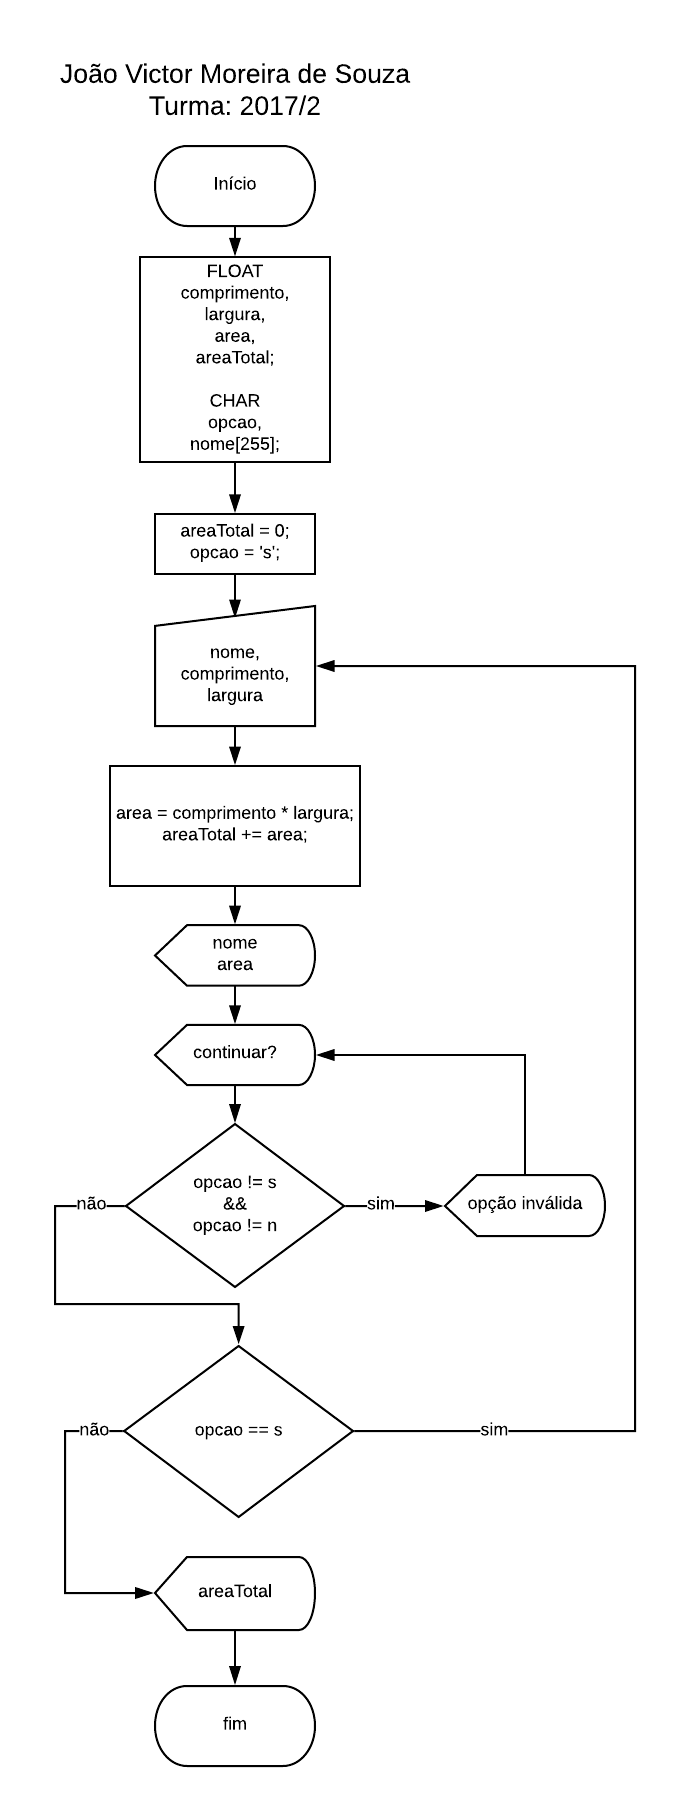 João Victor Moreira de Souza
Turma: 2017/2
Início
FLOAT
comprimento,
largura,
area,
areaTotal;
CHAR
opcao,
nome[255];
areaTotal = 0;
opcao = 's';
nome,
comprimento,
largura
area = comprimento * largura;
areaTotal += area;
nome
area
continuar?
opcao != s
&&
opcao != n
não
sim
opção inválida
opcao == s
não
sim
areaTotal
fim